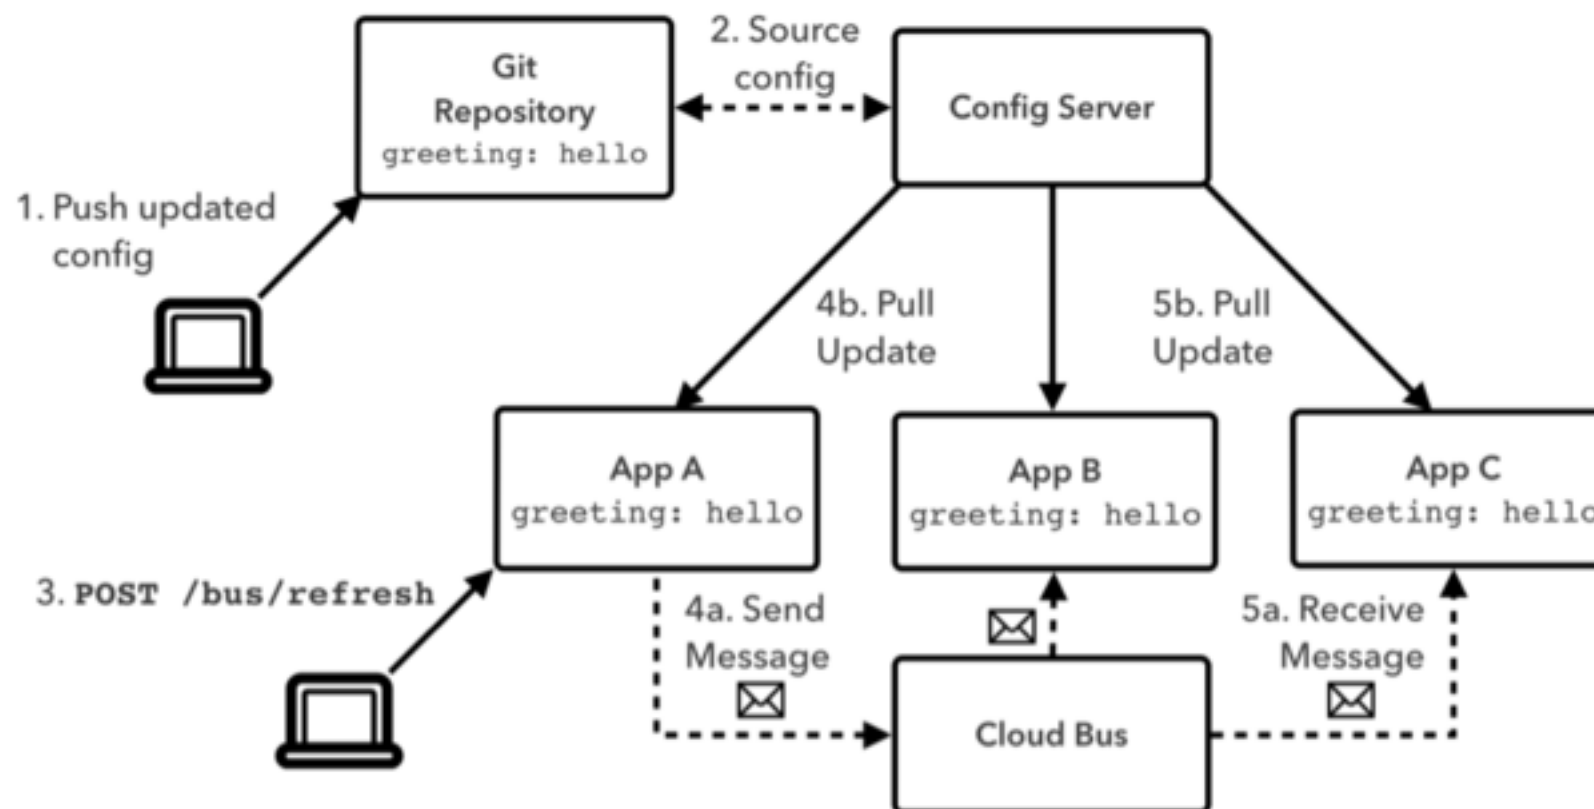 2. Source
config
Git
Repository
greeting: hello
Config Server
1. Push updated
config
4b. Pull
Update
5b. Pull
Update
App A
greeting: hello
App B
greeting: hello
App C
greeting: hello
3. POST /bus/refresh
4a. Send
Message
5a. Receive
Message
Cloud Bus